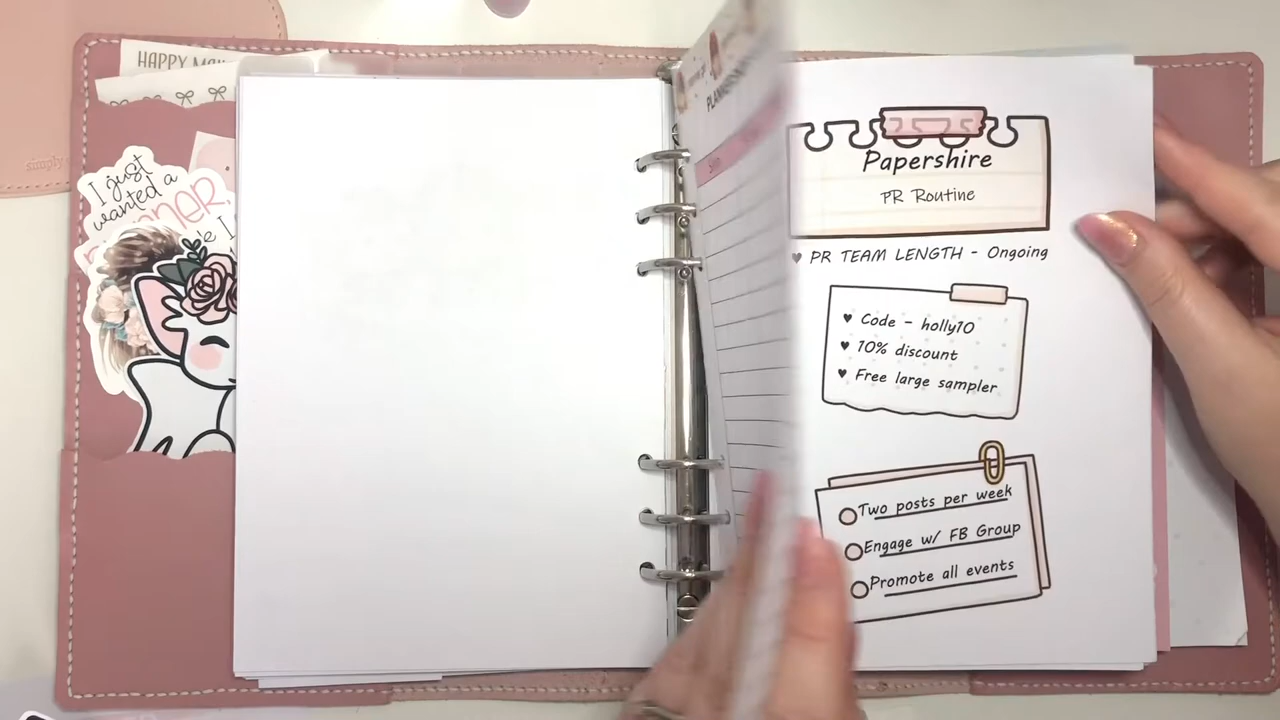 HAPPY
simply
I just
wanted a
Papershire
PR Routine
PR TEAM LENGTH - Ongoing
Code - holly10
10% discount
Free large sampler
Two posts per week
Engage w/ FB Group
Promote all events